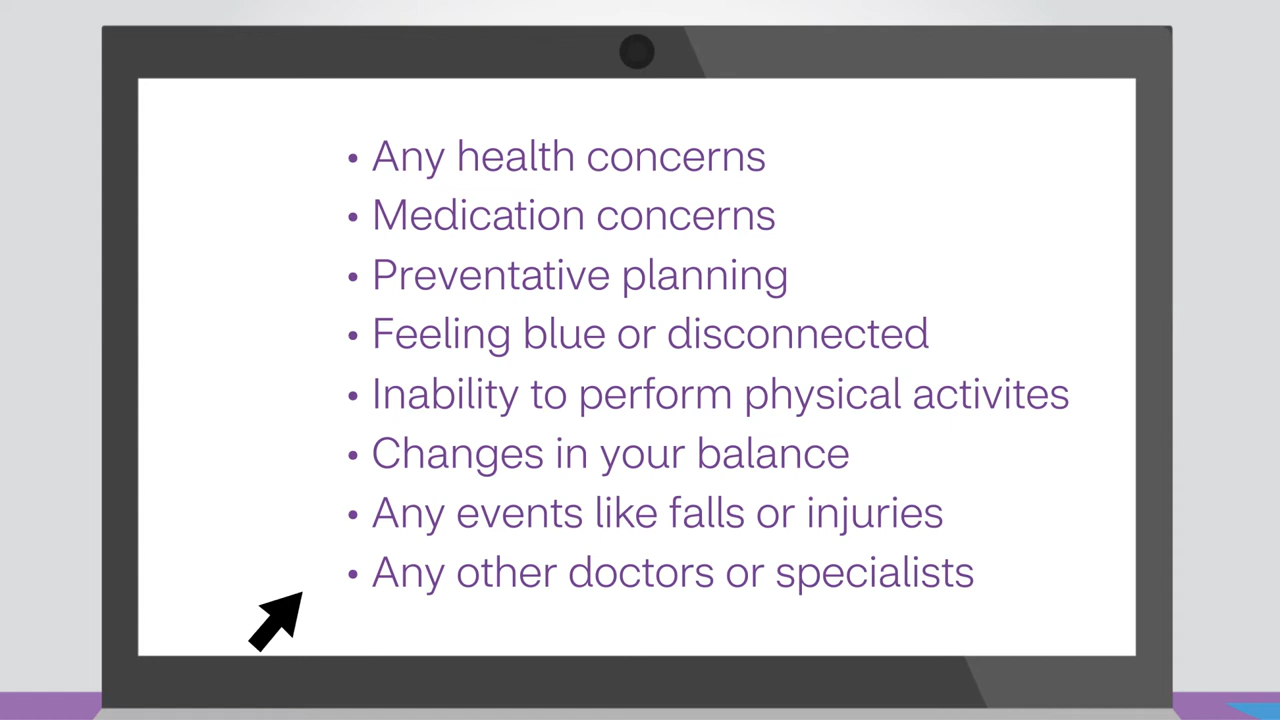 • Any health concerns
• Medication concerns
• Preventative planning
• Feeling blue or disconnected
• Inability to perform physical activites
• Changes in your balance
• Any events like falls or injuries
• Any other doctors or specialists